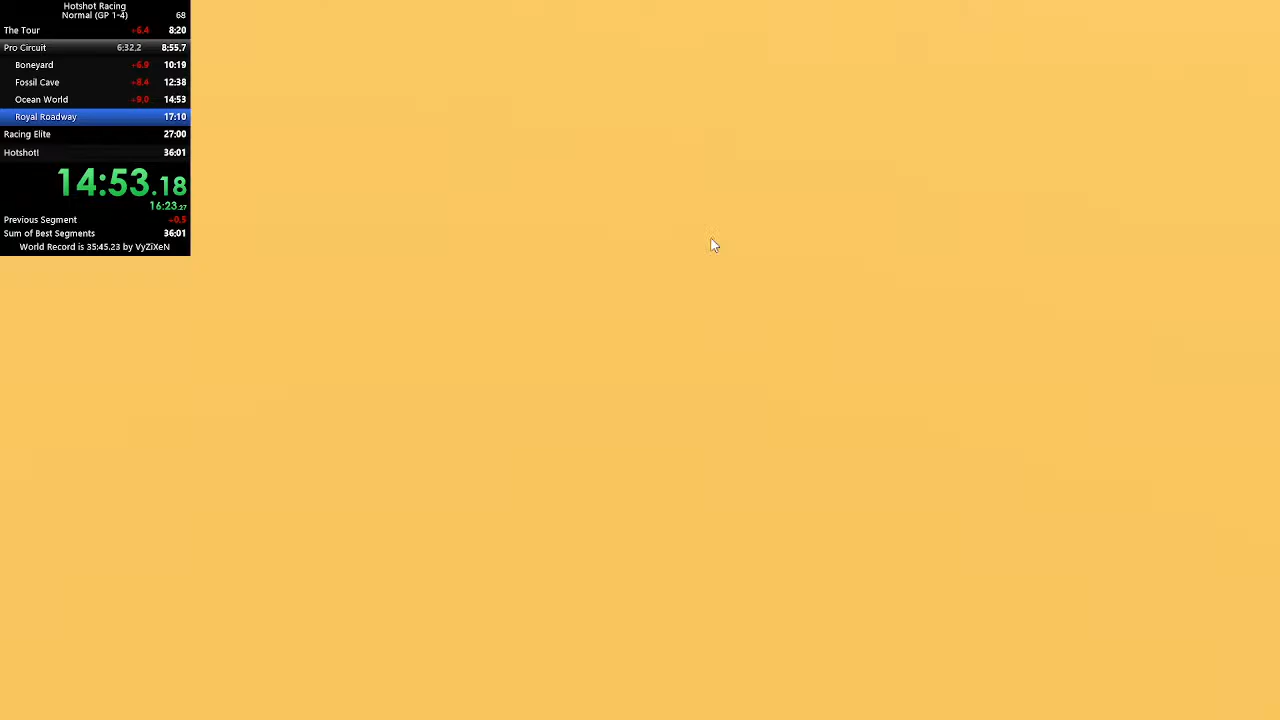 Hotshot Racing
Normal (GP 1-4) 68
The Tour +6.4 8:20
Pro Circuit 6:32.2 8:55.7
Boneyard +6.9 10:19
Fossil Cave +8.4 12:38
Ocean World +9.0 14:53
Royal Roadway 17:10
Racing Elite 27:00
Hotshot! 36:01
14:53.18
16:23.27
Previous Segment +0.5
Sum of Best Segments 36:01
World Record is 35:45.23 by VyZiXeN